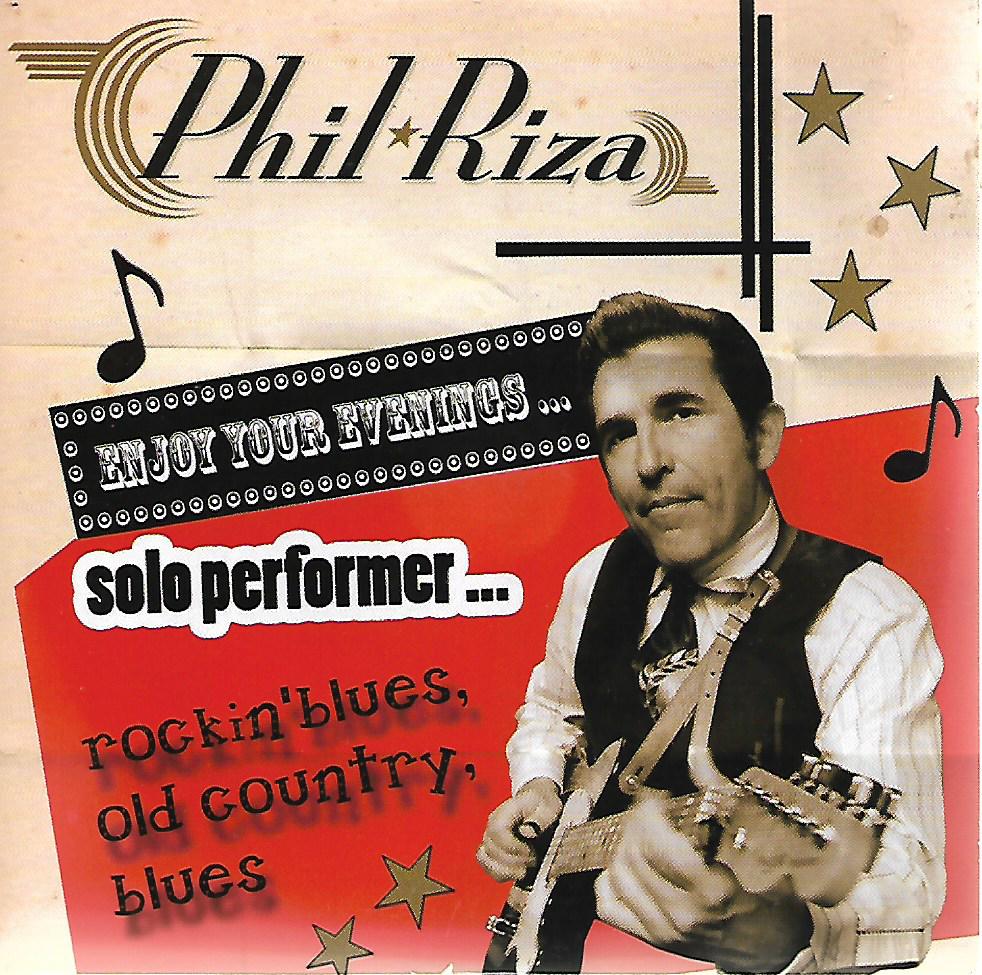 Phil Riza
ENJOY YOUR EVENINGS ...
solo performer ...
rockin' blues,
old country,
blues